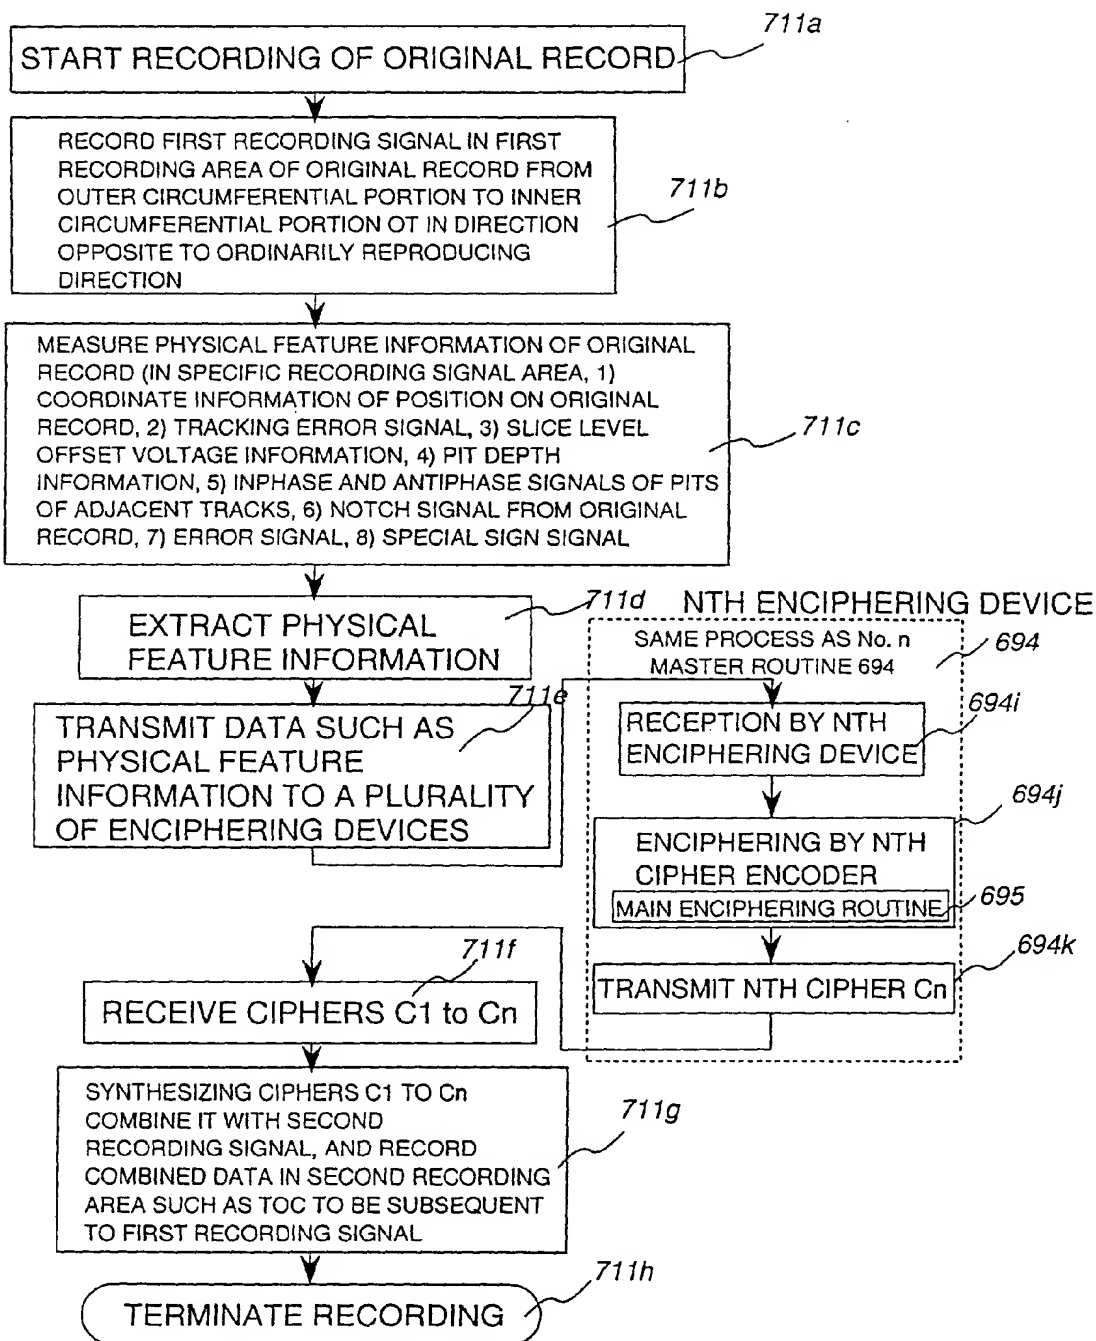 711a
START RECORDING OF ORIGINAL RECORD
RECORD FIRST RECORDING SIGNAL IN FIRST
RECORDING AREA OF ORIGINAL RECORD FROM
OUTER CIRCUMFERENTIAL PORTION TO INNER
CIRCUMFERENTIAL PORTION OT IN DIRECTION
OPPOSITE TO ORDINARILY REPRODUCING
DIRECTION
711b
MEASURE PHYSICAL FEATURE INFORMATION OF ORIGINAL
RECORD (IN SPECIFIC RECORDING SIGNAL AREA, 1)
COORDINATE INFORMATION OF POSITION ON ORIGINAL
RECORD, 2) TRACKING ERROR SIGNAL, 3) SLICE LEVEL
OFFSET VOLTAGE INFORMATION, 4) PIT DEPTH
INFORMATION, 5) INPHASE AND ANTIPHASE SIGNALS OF PITS
OF ADJACENT TRACKS, 6) NOTCH SIGNAL FROM ORIGINAL
RECORD, 7) ERROR SIGNAL, 8) SPECIAL SIGN SIGNAL
711c
711d
EXTRACT PHYSICAL
FEATURE INFORMATION
711e
TRANSMIT DATA SUCH AS
PHYSICAL FEATURE
INFORMATION TO A PLURALITY
OF ENCIPHERING DEVICES
NTH ENCIPHERING DEVICE
SAME PROCESS AS No. n
MASTER ROUTINE 694
694
RECEPTION BY NTH
ENCIPHERING DEVICE
694i
694j
ENCIPHERING BY NTH
CIPHER ENCODER
MAIN ENCIPHERING ROUTINE
695
694k
TRANSMIT NTH CIPHER Cn
711f
RECEIVE CIPHERS C1 to Cn
SYNTHESIZING CIPHERS C1 TO Cn
COMBINE IT WITH SECOND
RECORDING SIGNAL, AND RECORD
COMBINED DATA IN SECOND RECORDING
AREA SUCH AS TOC TO BE SUBSEQUENT
TO FIRST RECORDING SIGNAL
711g
711h
TERMINATE RECORDING